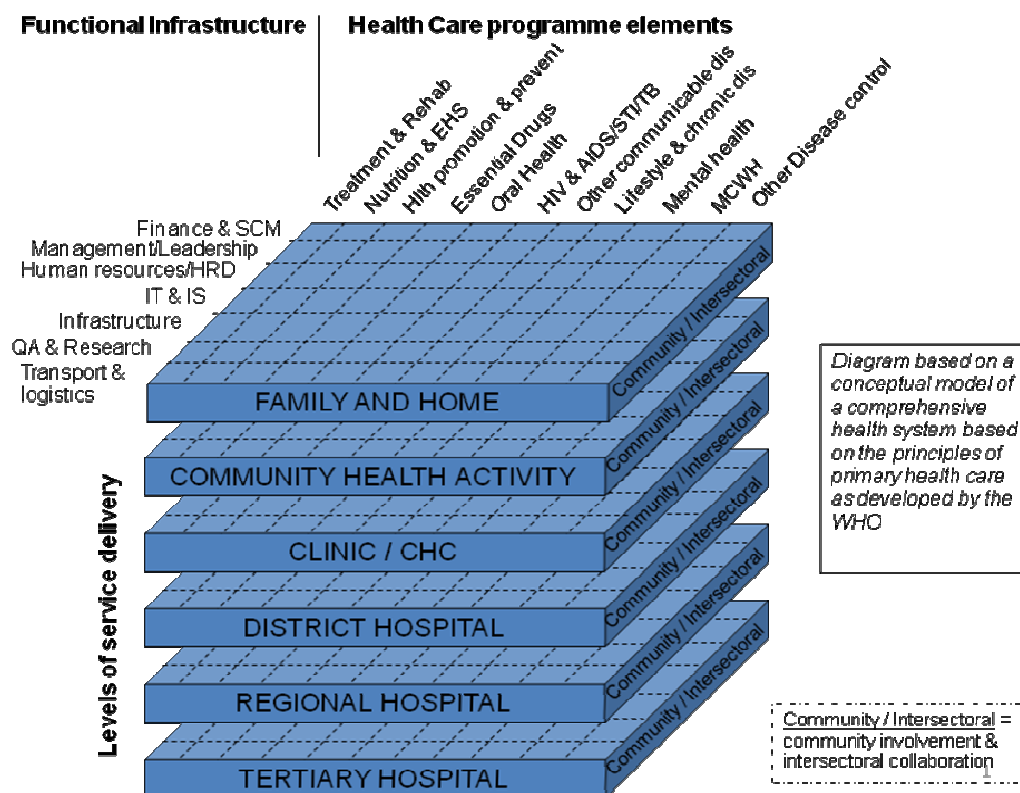 Functional Infrastructure
Health Care programme elements
Treatment & Rehab
Nutrition & EHS
Hlth promotion & prevent
Essential Drugs
Oral Health
HIV & AIDS/STI/TB
Other communicable dis
Lifestyle & chronic dis
Mental health
MCWH
Other Disease control
Finance & SCM
Management/Leadership
Human resources/HRD
IT & IS
Infrastructure
QA & Research
Transport &
logistics
Levels of service delivery
FAMILY AND HOME
Community / Intersectoral
COMMUNITY HEALTH ACTIVITY
Community / Intersectoral
CLINIC / CHC
Community / Intersectoral
DISTRICT HOSPITAL
Community / Intersectoral
REGIONAL HOSPITAL
Community / Intersectoral
TERTIARY HOSPITAL
Community / Intersectoral
Diagram based on a
conceptual model of
a comprehensive
health system based
on the principles of
primary health care
as developed by the
WHO
Community / Intersectoral =
community involvement &
intersectoral collaboration
1